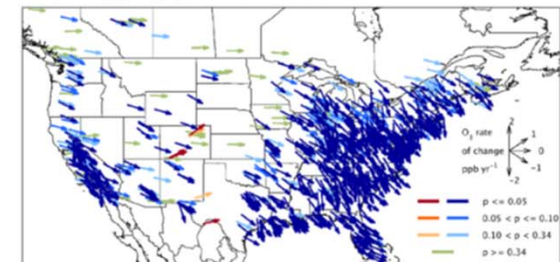 O3 rate
of change
ppb yr-1
2
1
0
-1
-2
p <= 0.05
0.05 < p <= 0.10
0.10 < p < 0.34
p >= 0.34